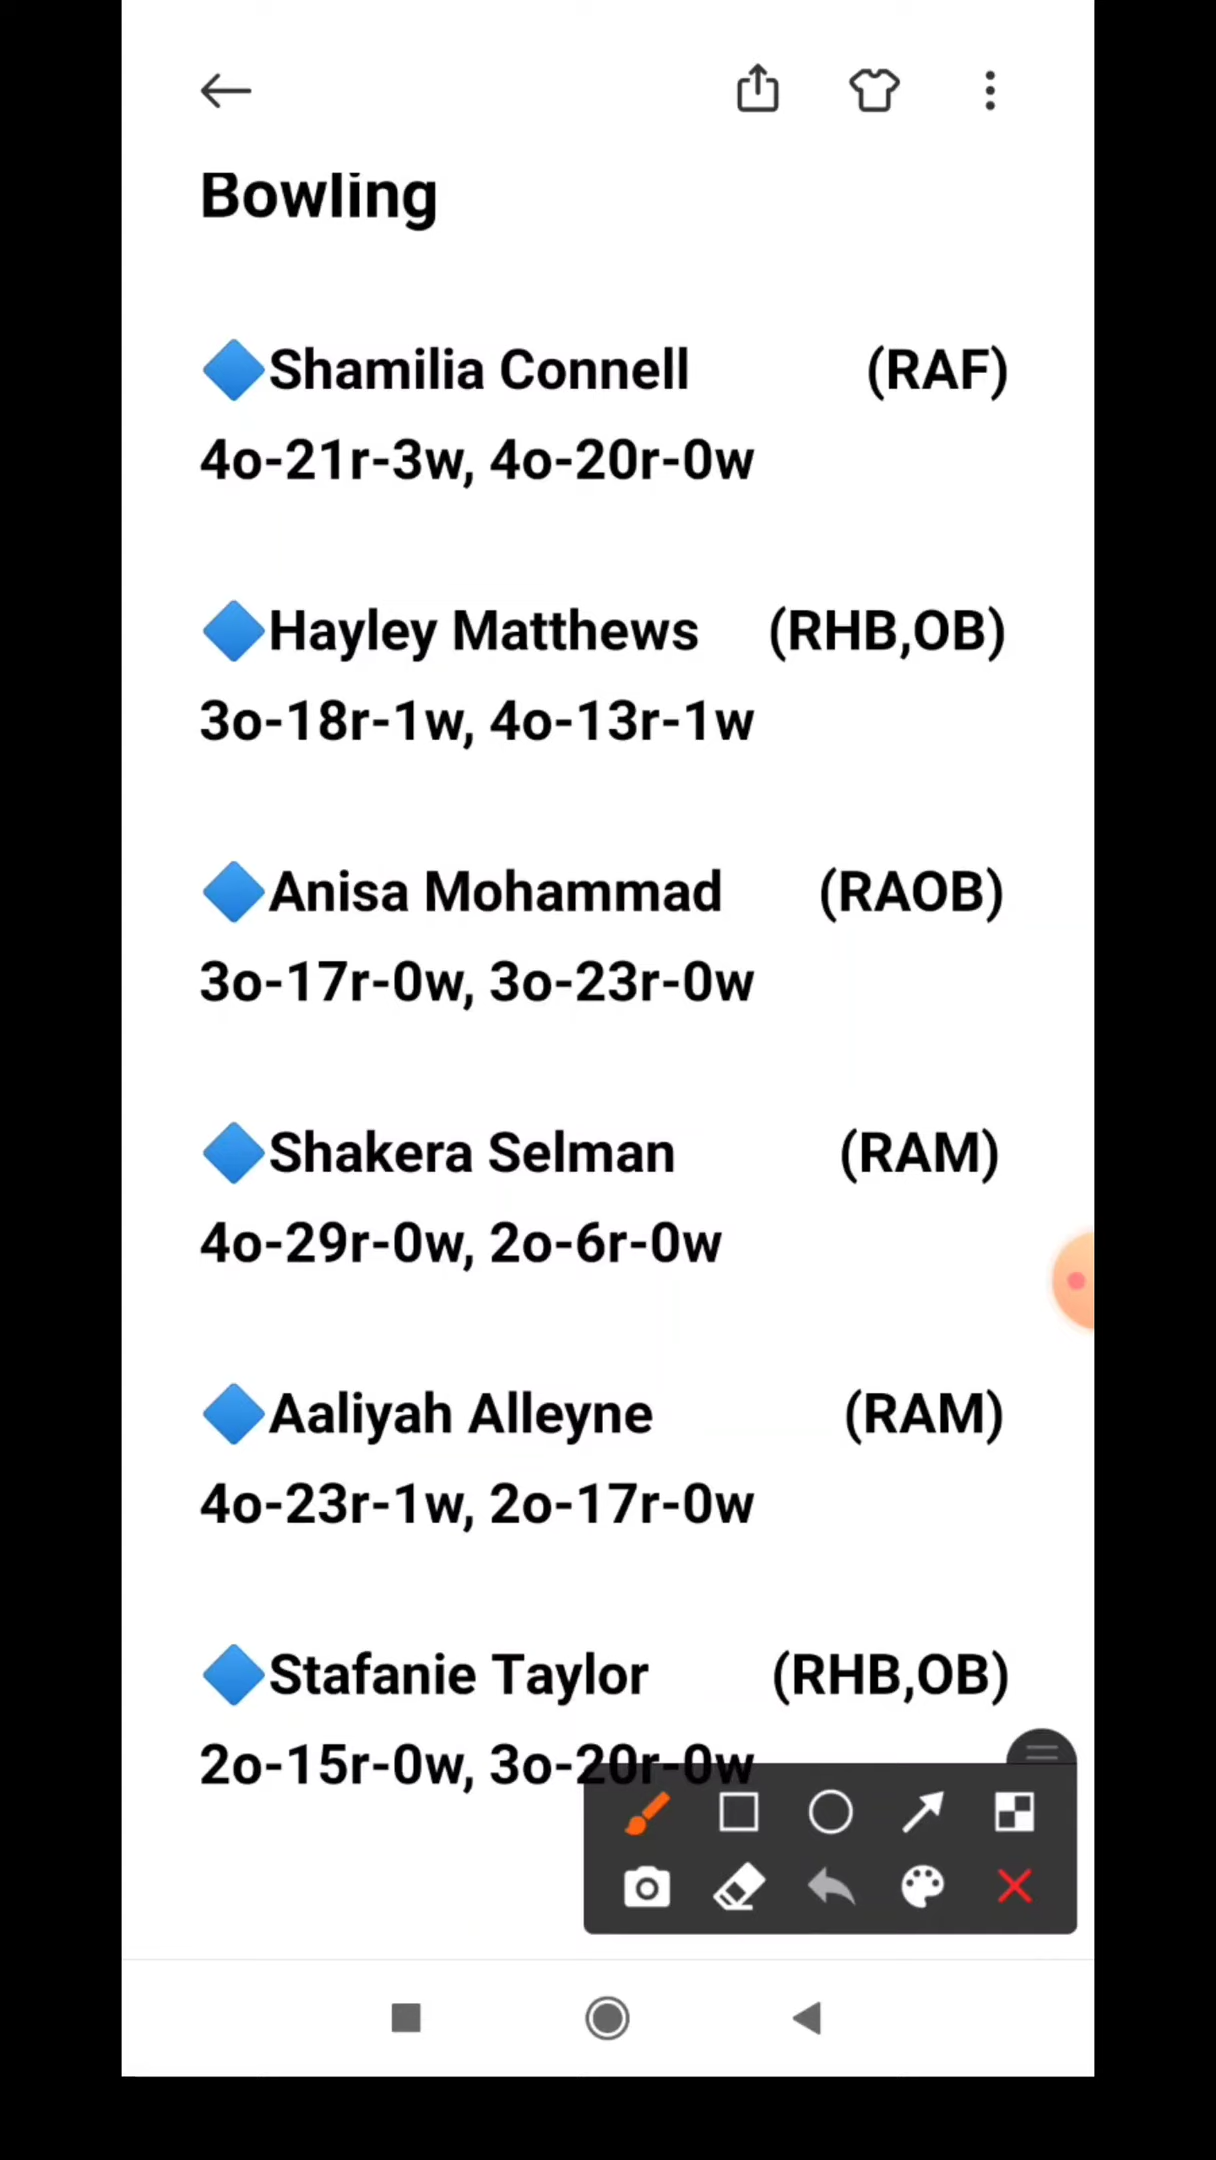 Bowling
🔷Shamilia Connell (RAF)
4o-21r-3w, 4o-20r-0w
🔷Hayley Matthews (RHB,OB)
3o-18r-1w, 4o-13r-1w
🔷Anisa Mohammad (RAOB)
3o-17r-0w, 3o-23r-0w
🔷Shakera Selman (RAM)
4o-29r-0w, 2o-6r-0w
🔷Aaliyah Alleyne (RAM)
4o-23r-1w, 2o-17r-0w
🔷Stafanie Taylor (RHB,OB)
2o-15r-0w, 3o-20r-0w